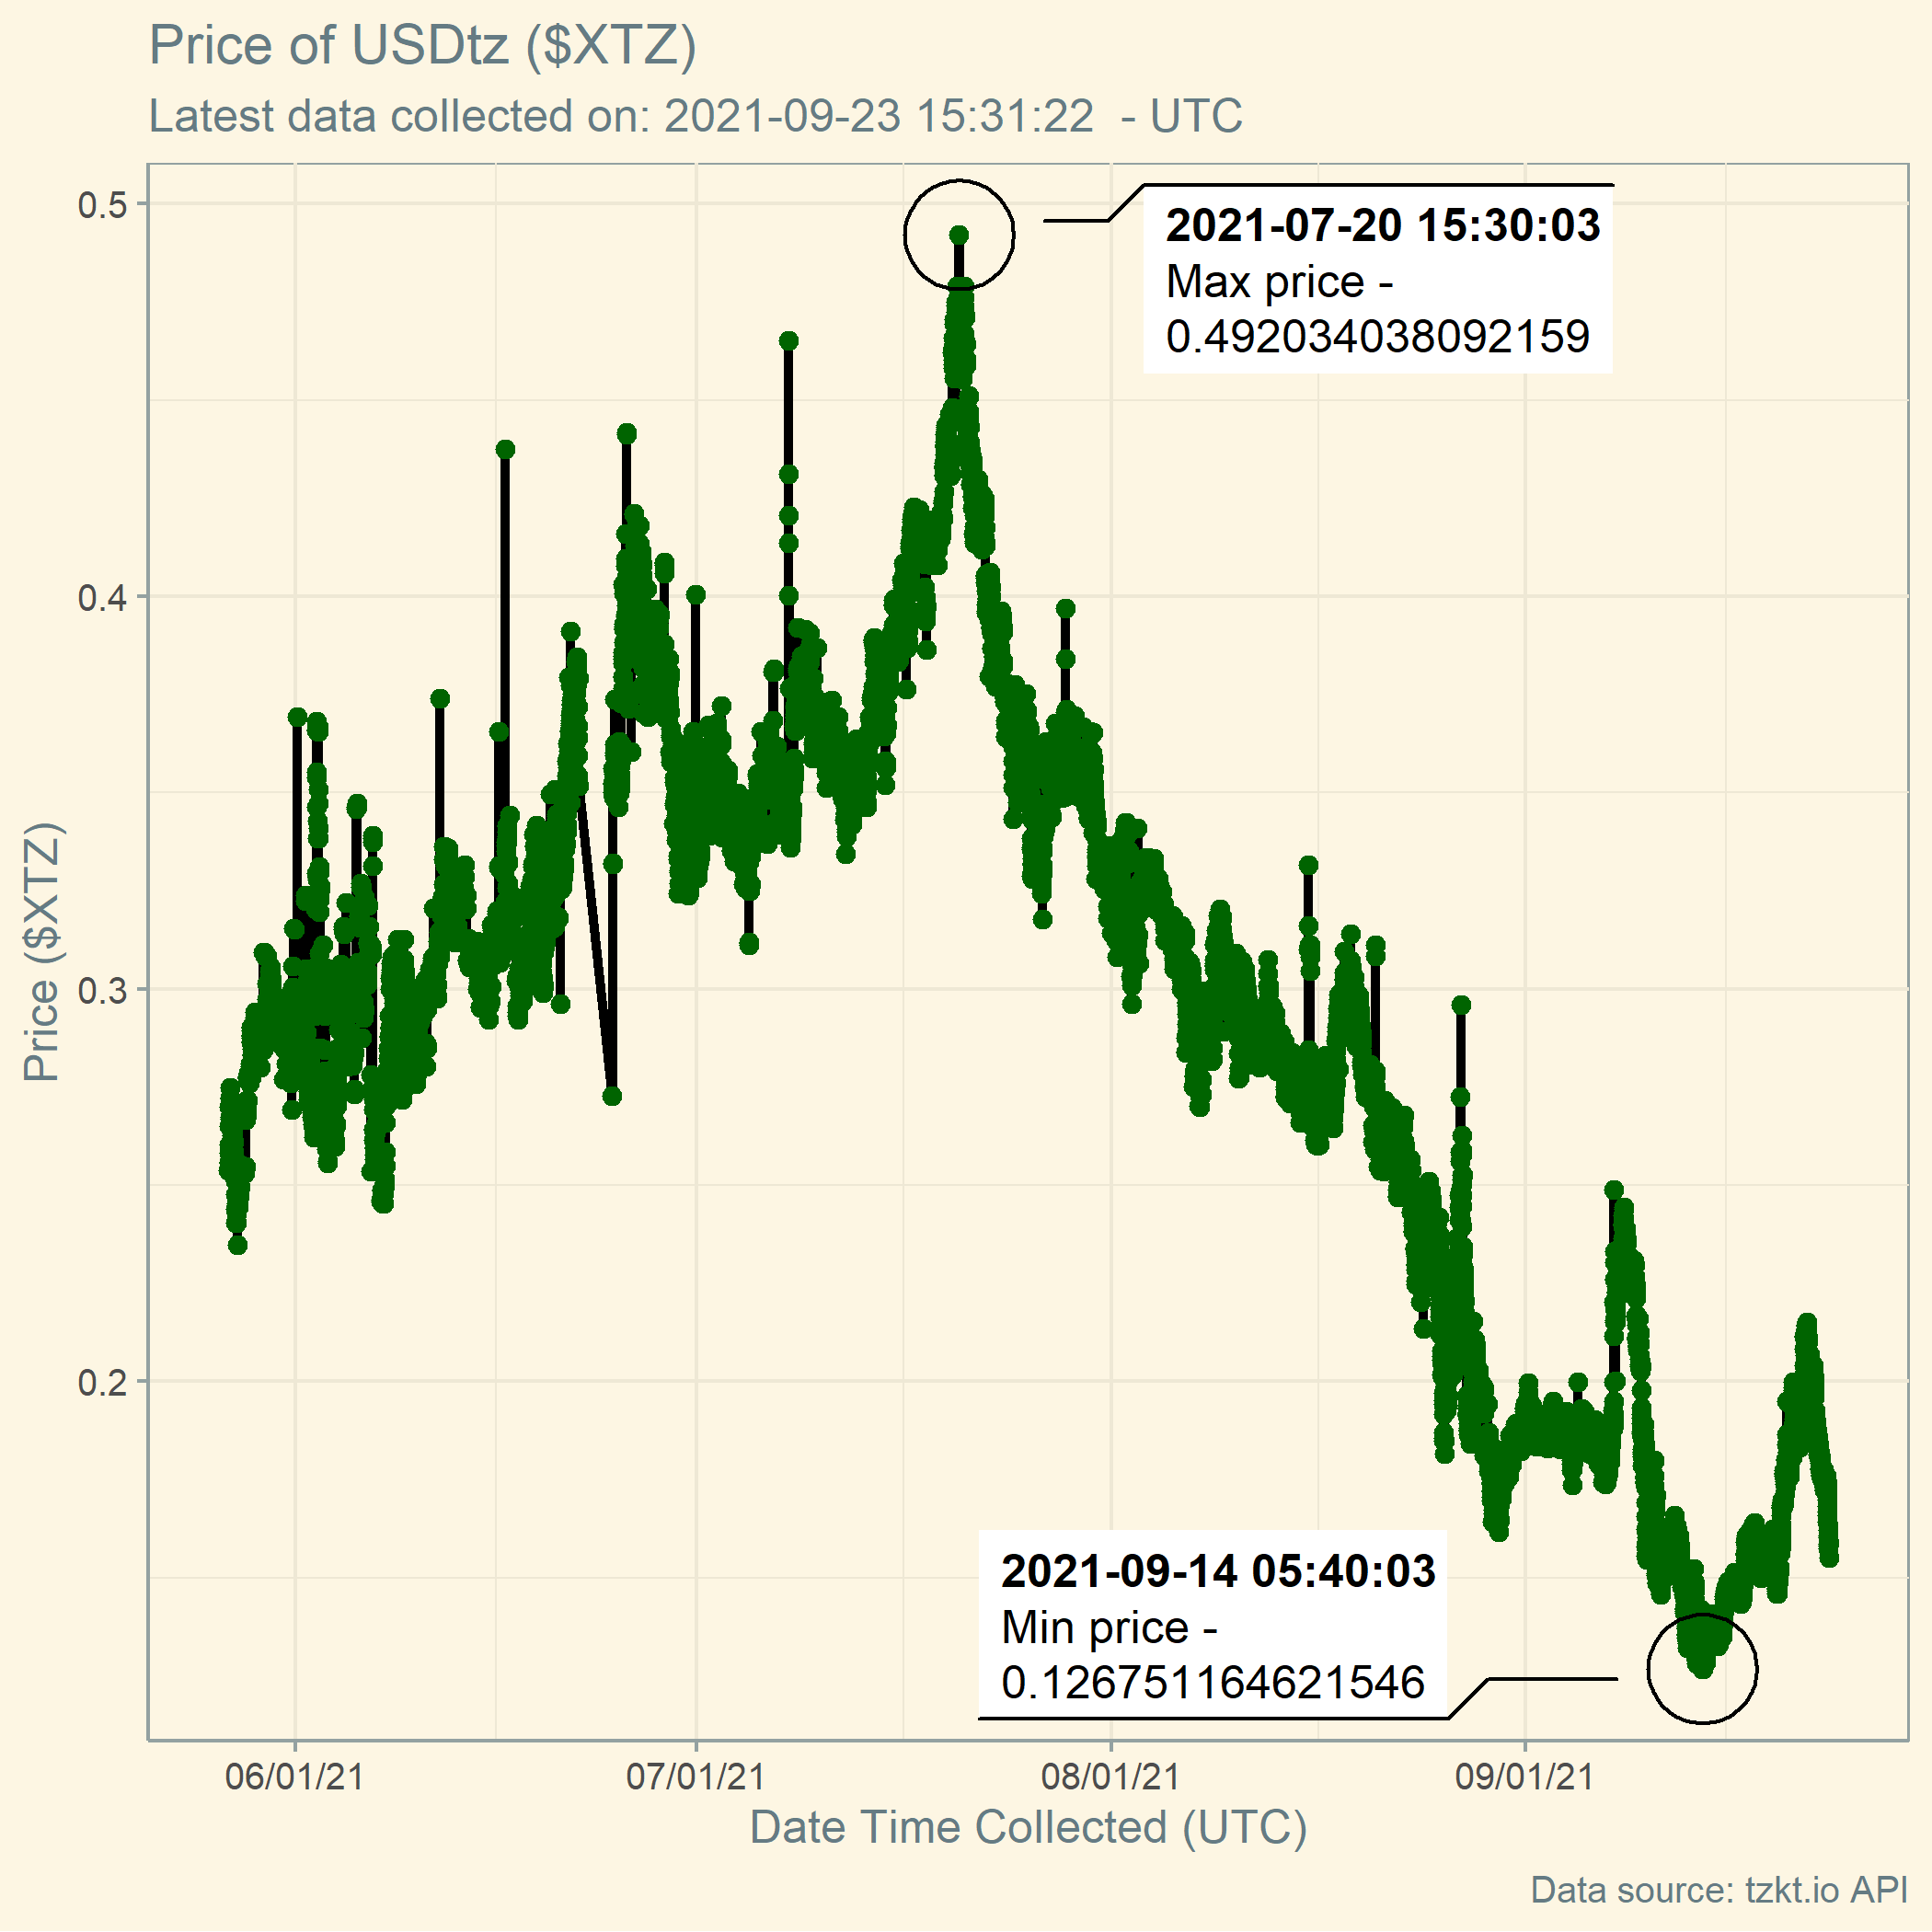 Price of USDtz ($XTZ)
Latest data collected on: 2021-09-23 15:31:22  - UTC
0.5
0.4
0.3
0.2
Price ($XTZ)
2021-07-20 15:30:03
Max price -
0.492034038092159
2021-09-14 05:40:03
Min price -
0.126751164621546
06/01/21
07/01/21
08/01/21
09/01/21
Date Time Collected (UTC)
Data source: tzkt.io API